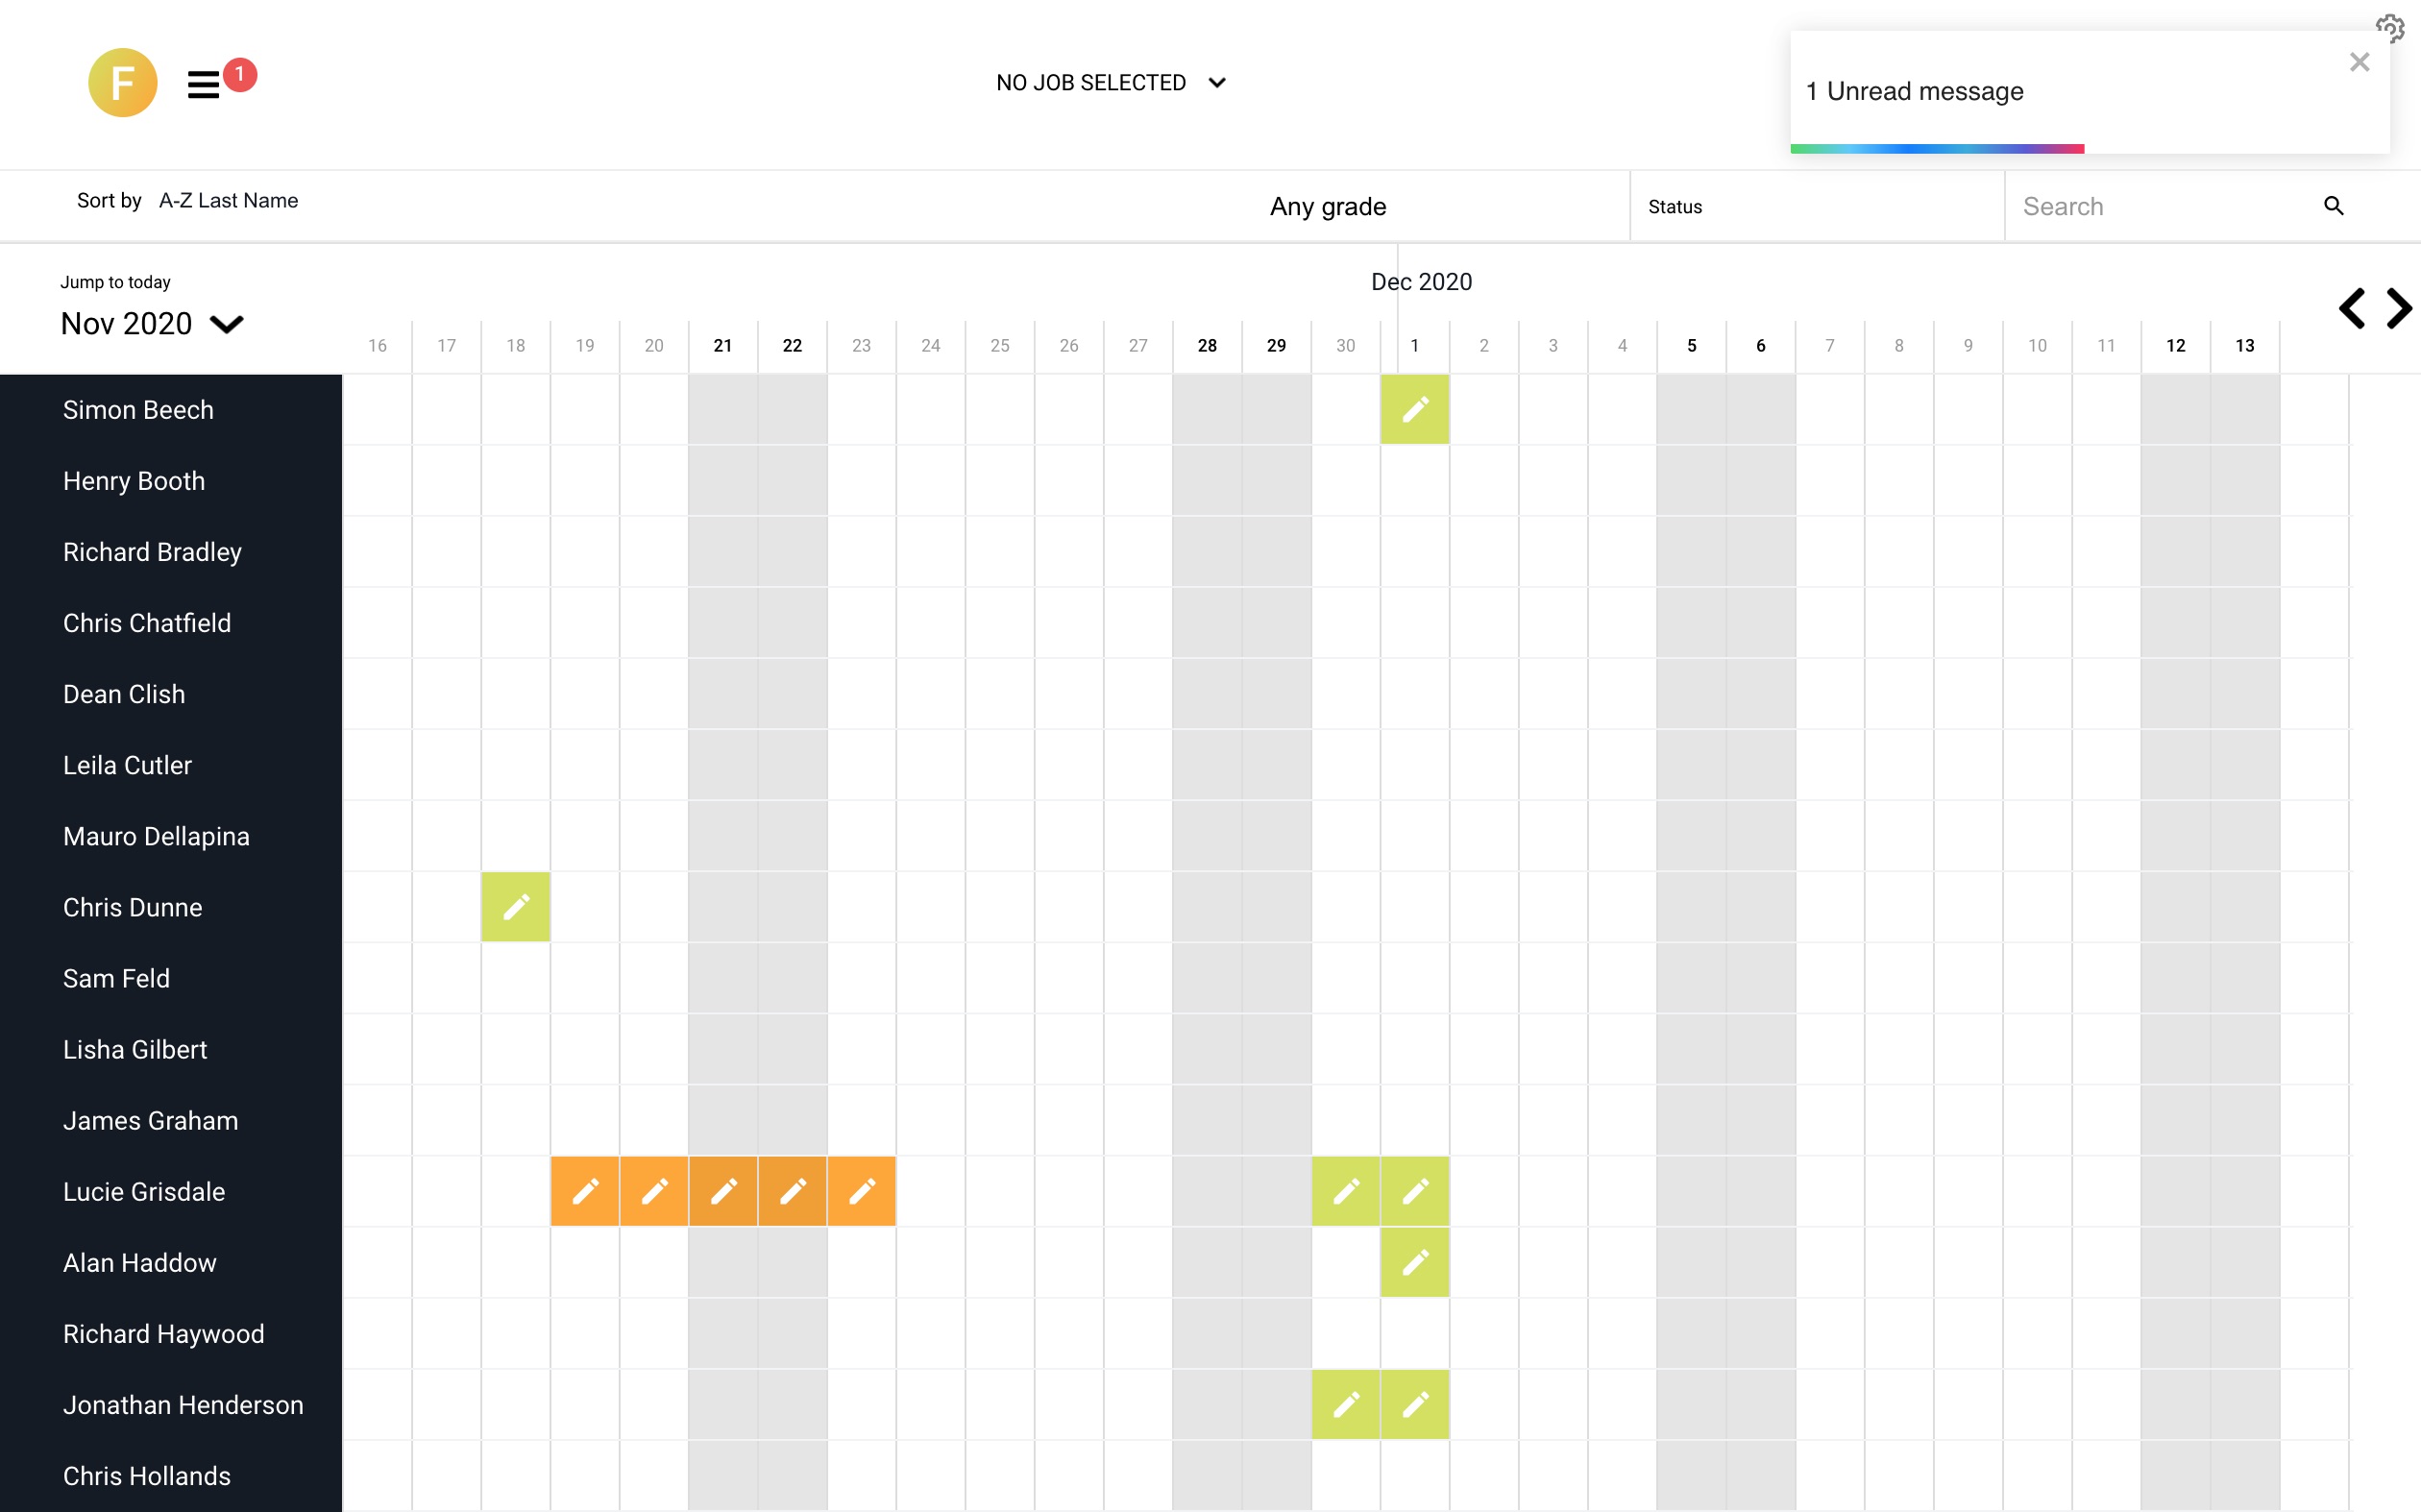 F
1
NO JOB SELECTED
1 Unread message
Sort by A-Z Last Name
Any grade
Status
Search
Jump to today
Nov 2020
Dec 2020
16 17 18 19 20 21 22 23 24 25 26 27 28 29 30 1 2 3 4 5 6 7 8 9 10 11 12 13
Simon Beech
Henry Booth
Richard Bradley
Chris Chatfield
Dean Clish
Leila Cutler
Mauro Dellapina
Chris Dunne
Sam Feld
Lisha Gilbert
James Graham
Lucie Grisdale
Alan Haddow
Richard Haywood
Jonathan Henderson
Chris Hollands